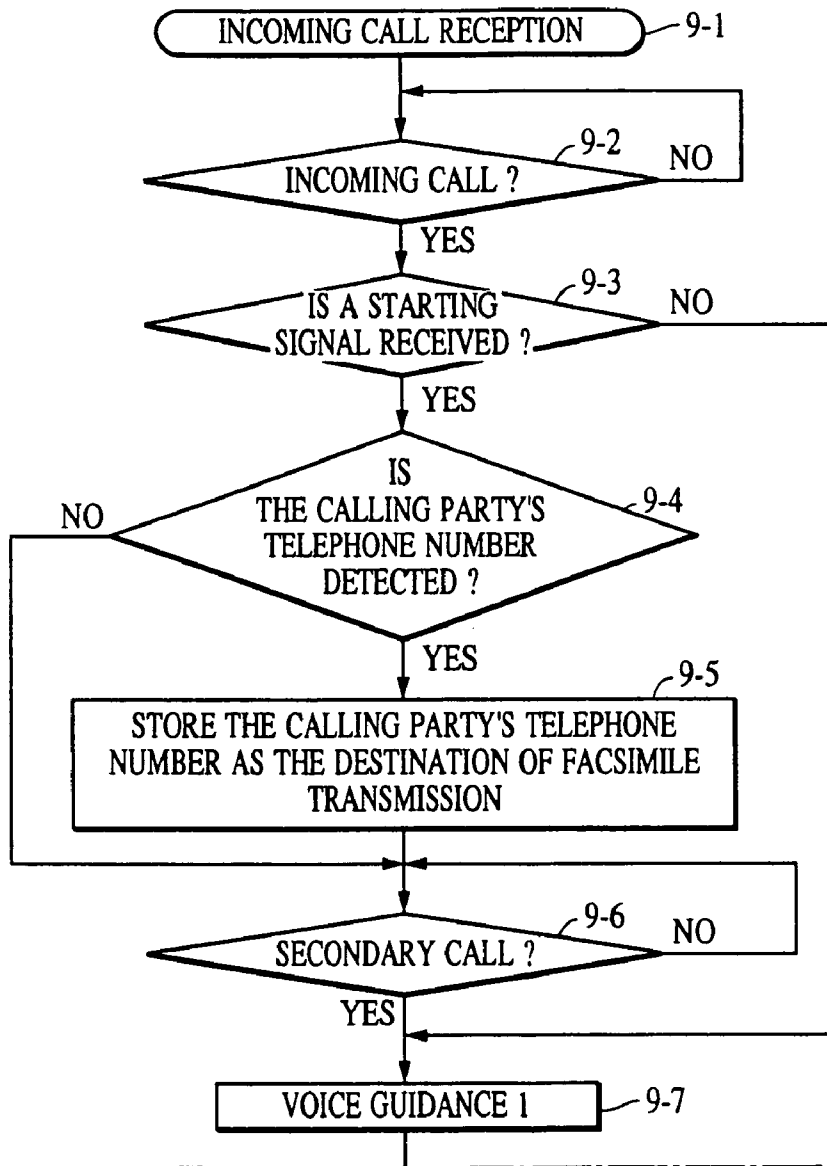 INCOMING CALL RECEPTION
9-1
9-2
INCOMING CALL ?
NO
YES
9-3
IS A STARTING
SIGNAL RECEIVED ?
NO
YES
IS
THE CALLING PARTY'S
TELEPHONE NUMBER
DETECTED ?
9-4
NO
YES
9-5
STORE THE CALLING PARTY'S TELEPHONE
NUMBER AS THE DESTINATION OF FACSIMILE
TRANSMISSION
9-6
SECONDARY CALL ?
NO
YES
VOICE GUIDANCE 1
9-7